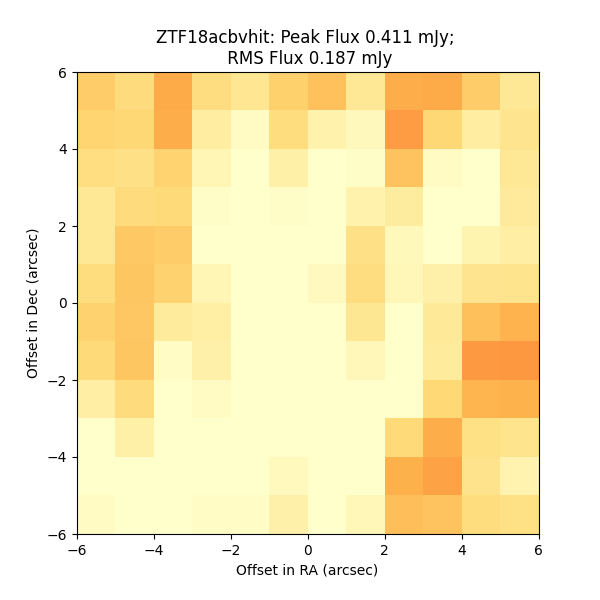 ZTF18acbvhit: Peak Flux 0.411 mJy;
RMS Flux 0.187 mJy
6
4
2
0
−2
−4
−6
Offset in Dec (arcsec)
−6 −4 −2 0 2 4 6
Offset in RA (arcsec)